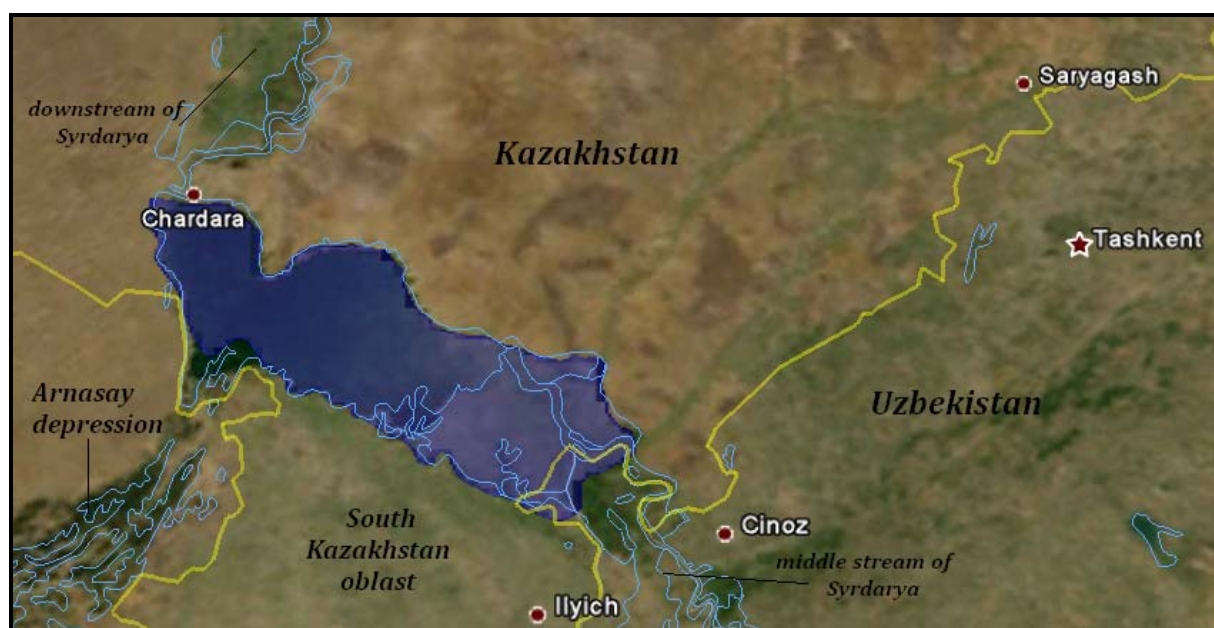 Saryagash
downstream of
Syrdarya
Kazakhstan
Chardara
Tashkent
Arnasay
depression
Uzbekistan
South
Kazakhstan
oblast
Cinoz
middle stream of
Syrdarya
Ilyich